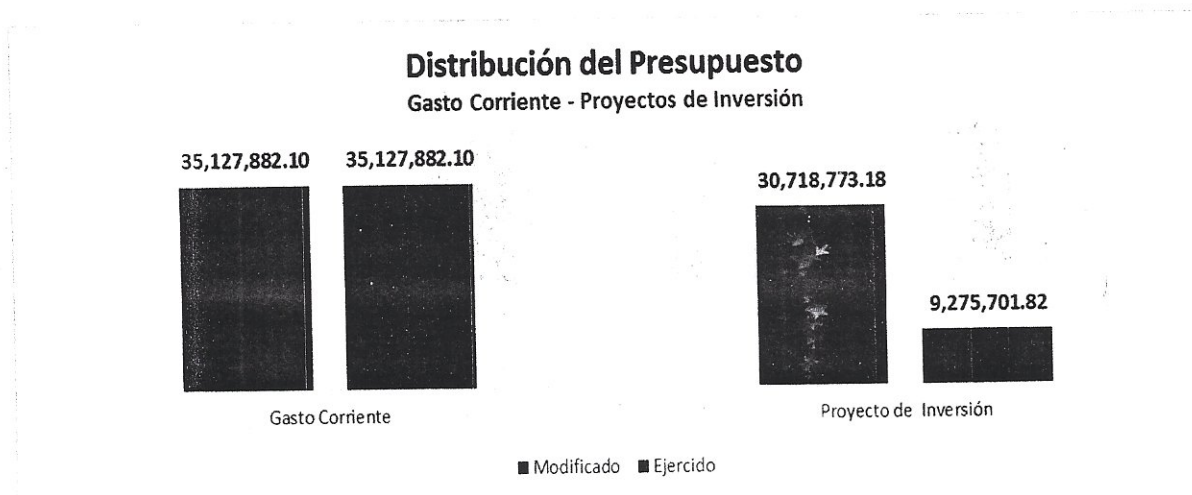 Distribución del Presupuesto
Gasto Corriente - Proyectos de Inversión
35,127,882.10 35,127,882.10
30,718,773.18
9,275,701.82
Gasto Corriente
Proyecto de Inversión
Modificado Ejercido